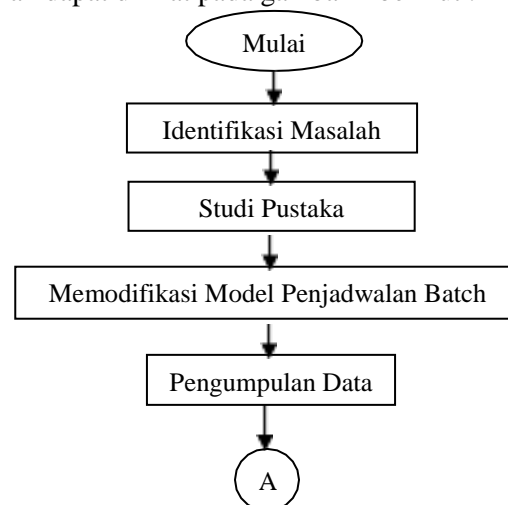 Mulai
Identifikasi Masalah
Studi Pustaka
Memodifikasi Model Penjadwalan Batch
Pengumpulan Data
A